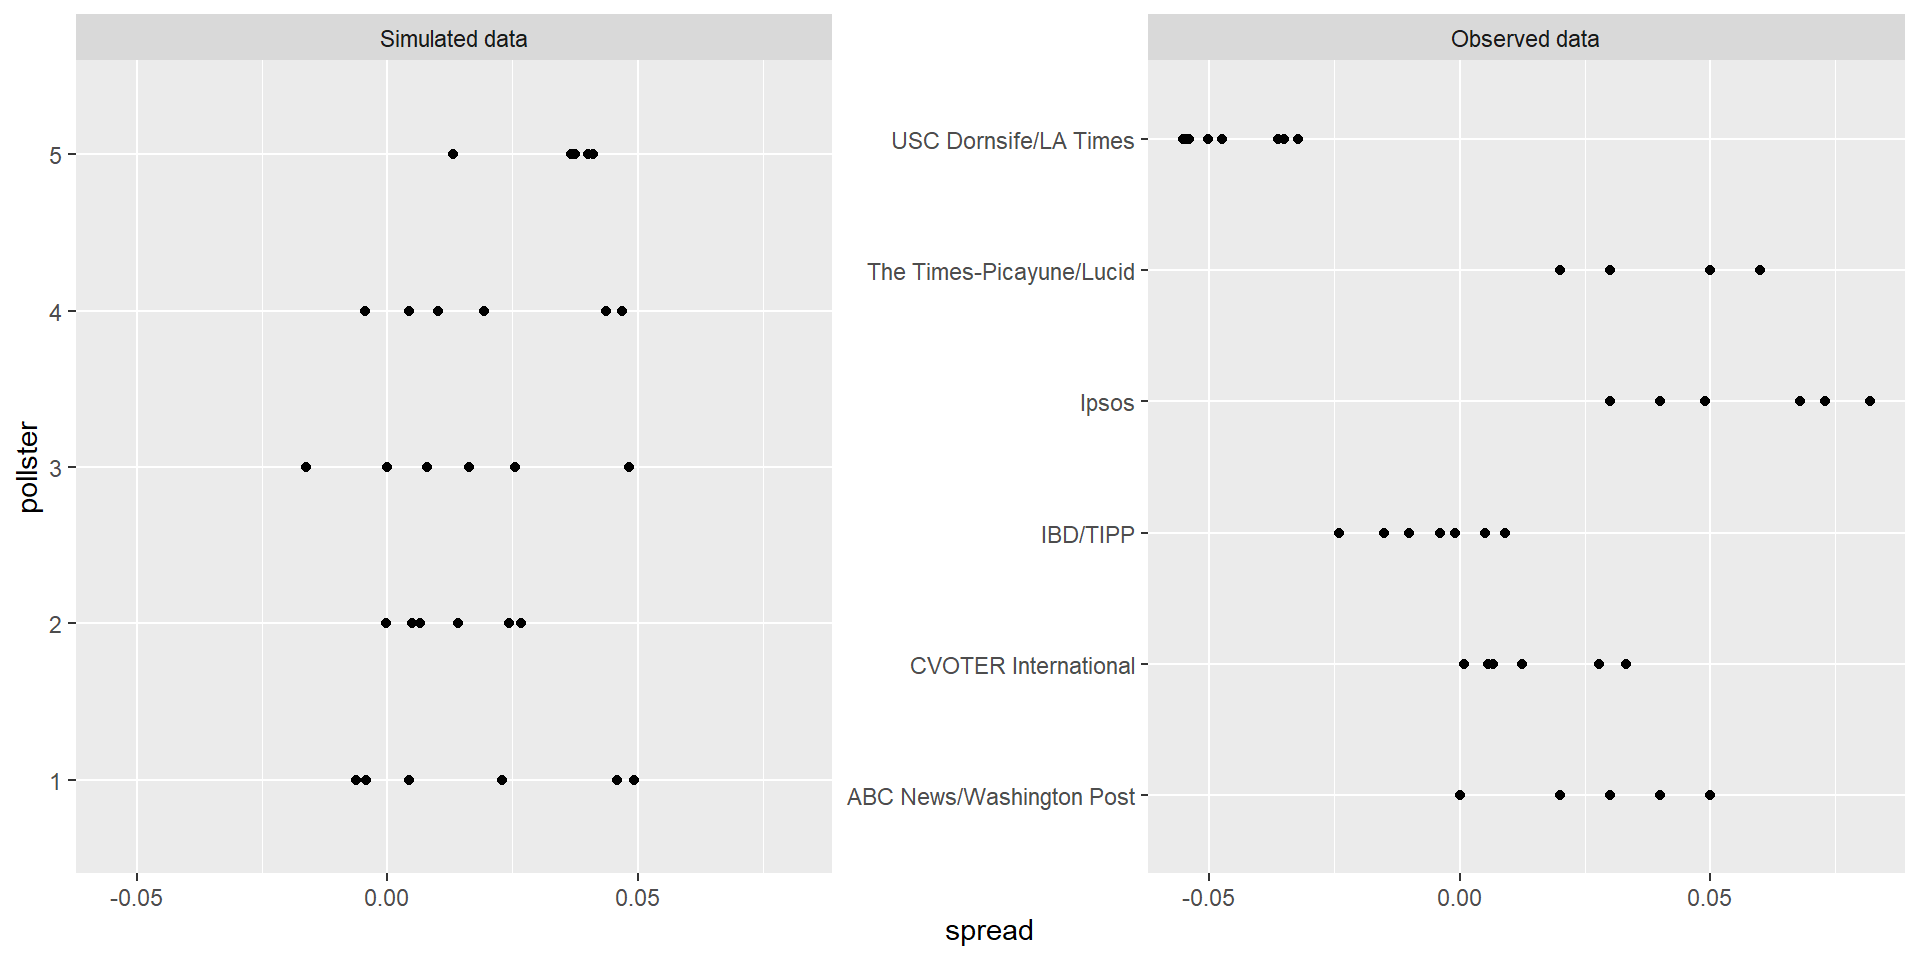 Simulated data
Observed data
pollster
5
4
3
2
1
-0.05 0.00 0.05
USC Dornsife/LA Times
The Times-Picayune/Lucid
Ipsos
IBD/TIPP
CVOTER International
ABC News/Washington Post
-0.05 0.00 0.05
spread